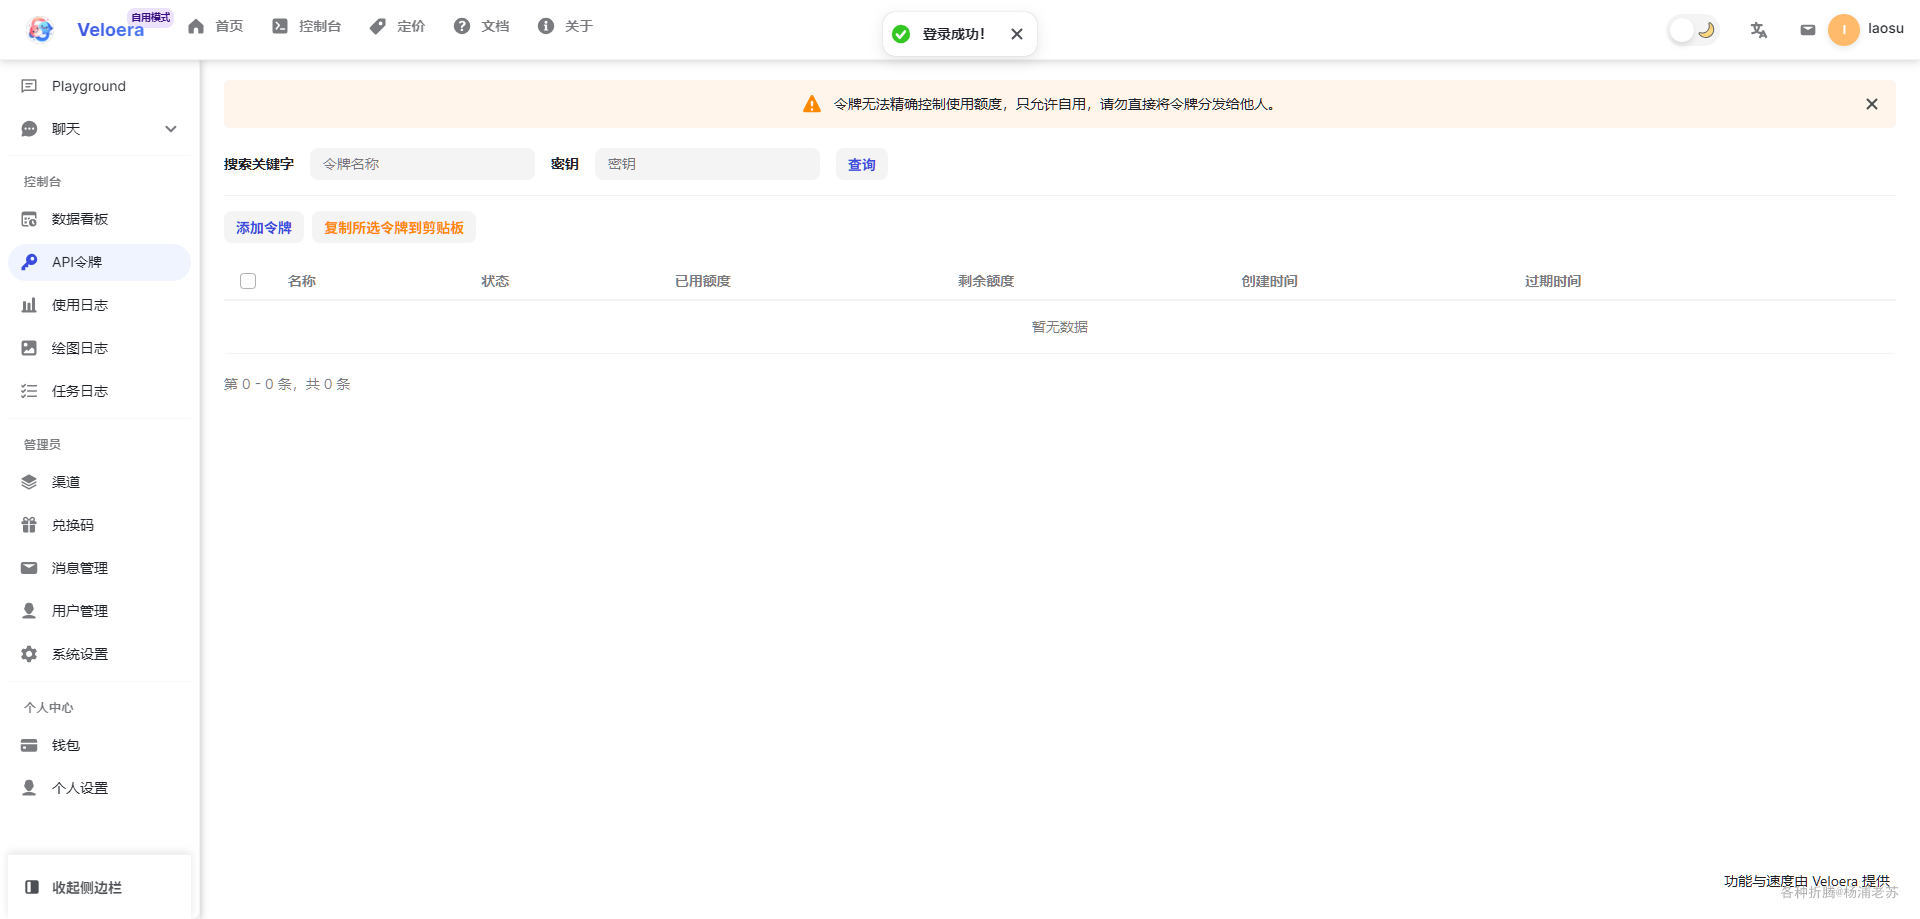 Veloera
自用模式
首页
控制台
定价
文档
关于
登录成功！
l
laosu
Playground
聊天
控制台
数据看板
API令牌
使用日志
绘图日志
任务日志
管理员
渠道
兑换码
消息管理
用户管理
系统设置
个人中心
钱包
个人设置
收起侧边栏
令牌无法精确控制使用额度，只允许自用，请勿直接将令牌分发给他人。
搜索关键字 令牌名称 密钥 密钥 查询
添加令牌 复制所选令牌到剪贴板
名称 状态 已用额度 剩余额度 创建时间 过期时间
暂无数据
第 0 - 0 条，共 0 条
功能与速度由 Veloera 提供
各种折腾@杨浦老苏